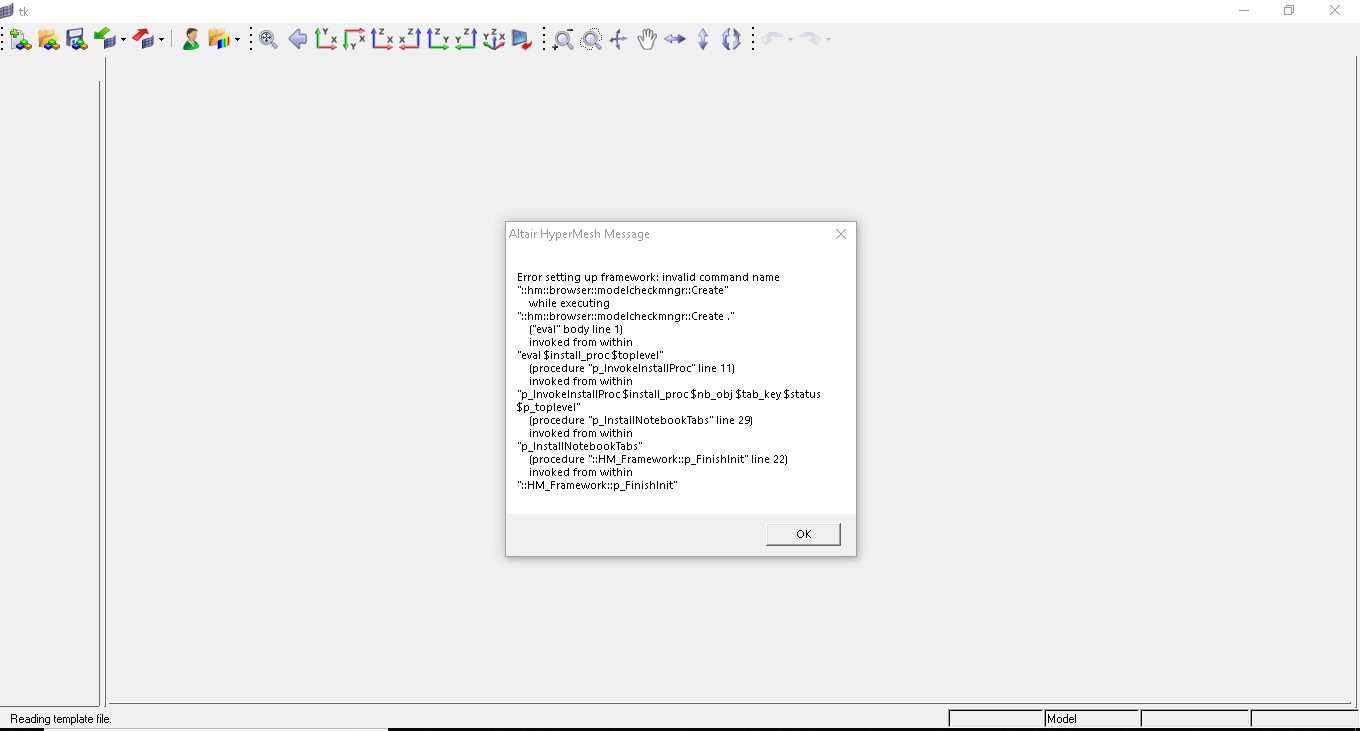 tk
Altair HyperMesh Message
Error setting up framework: invalid command name
"::hm::browser::modelcheckmngr::Create"
while executing
"::hm::browser::modelcheckmngr::Create ."
("eval" body line 1)
invoked from within
"eval $install_proc $toplevel"
(procedure "p_InvokeInstallProc" line 11)
invoked from within
"p_InvokeInstallProc $install_proc $nb_obj $tab_key $status
$p_toplevel"
(procedure "p_InstallNotebookTabs" line 29)
invoked from within
"p_InstallNotebookTabs"
(procedure "::HM_Framework::p_FinishInit" line 22)
invoked from within
"::HM_Framework::p_FinishInit"
OK
Reading template file.
Model